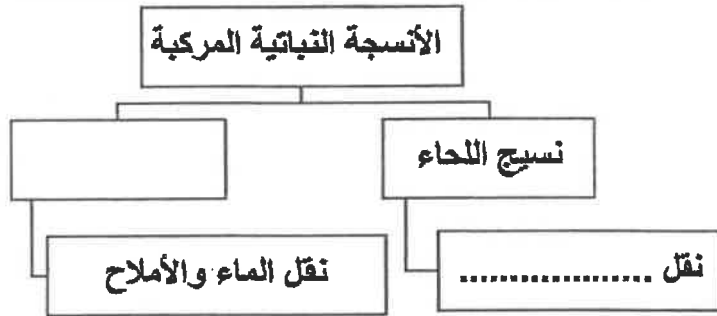 الأنسجة النباتية المركبة
نسيج اللحاء
نقل ....................
نقل الماء والأملاح